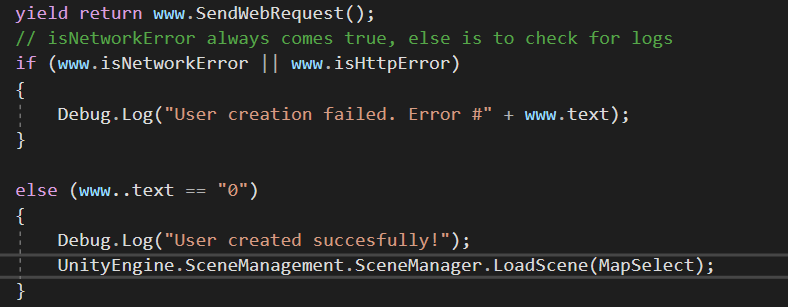 yield return www.SendWebRequest();
// isNetworkError always comes true, else is to check for logs
if (www.isNetworkError || www.isHttpError)
{
Debug.Log("User creation failed. Error #" + www.text);
}
else (www..text == "0")
{
Debug.Log("User created succesfully!");
UnityEngine.SceneManagement.SceneManager.LoadScene(MapSelect);
}